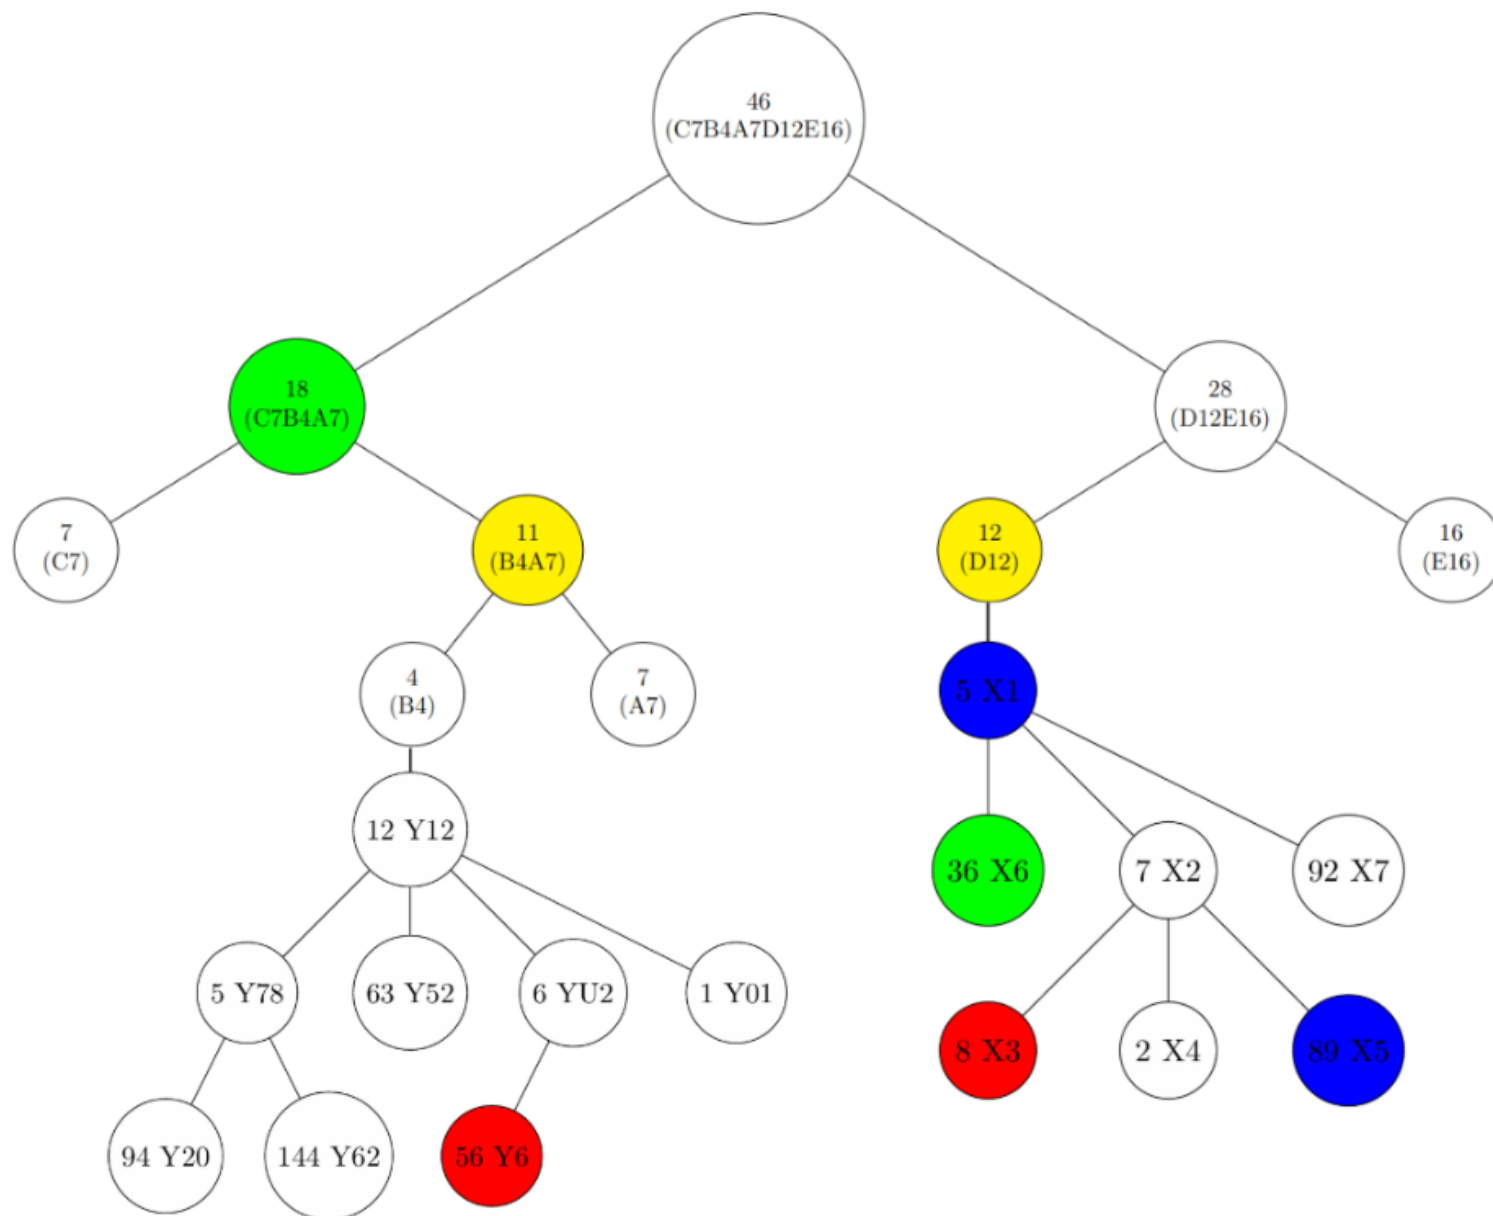 46
(C7B4A7D12E16)
18
(C7B4A7)
28
(D12E16)
7
(C7)
11
(B4A7)
12
(D12)
16
(E16)
4
(B4)
7
(A7)
5 X1
12 Y12
36 X6
7 X2
92 X7
5 Y78
63 Y52
6 YU2
1 Y01
8 X3
2 X4
89 X5
94 Y20
144 Y62
56 Y6